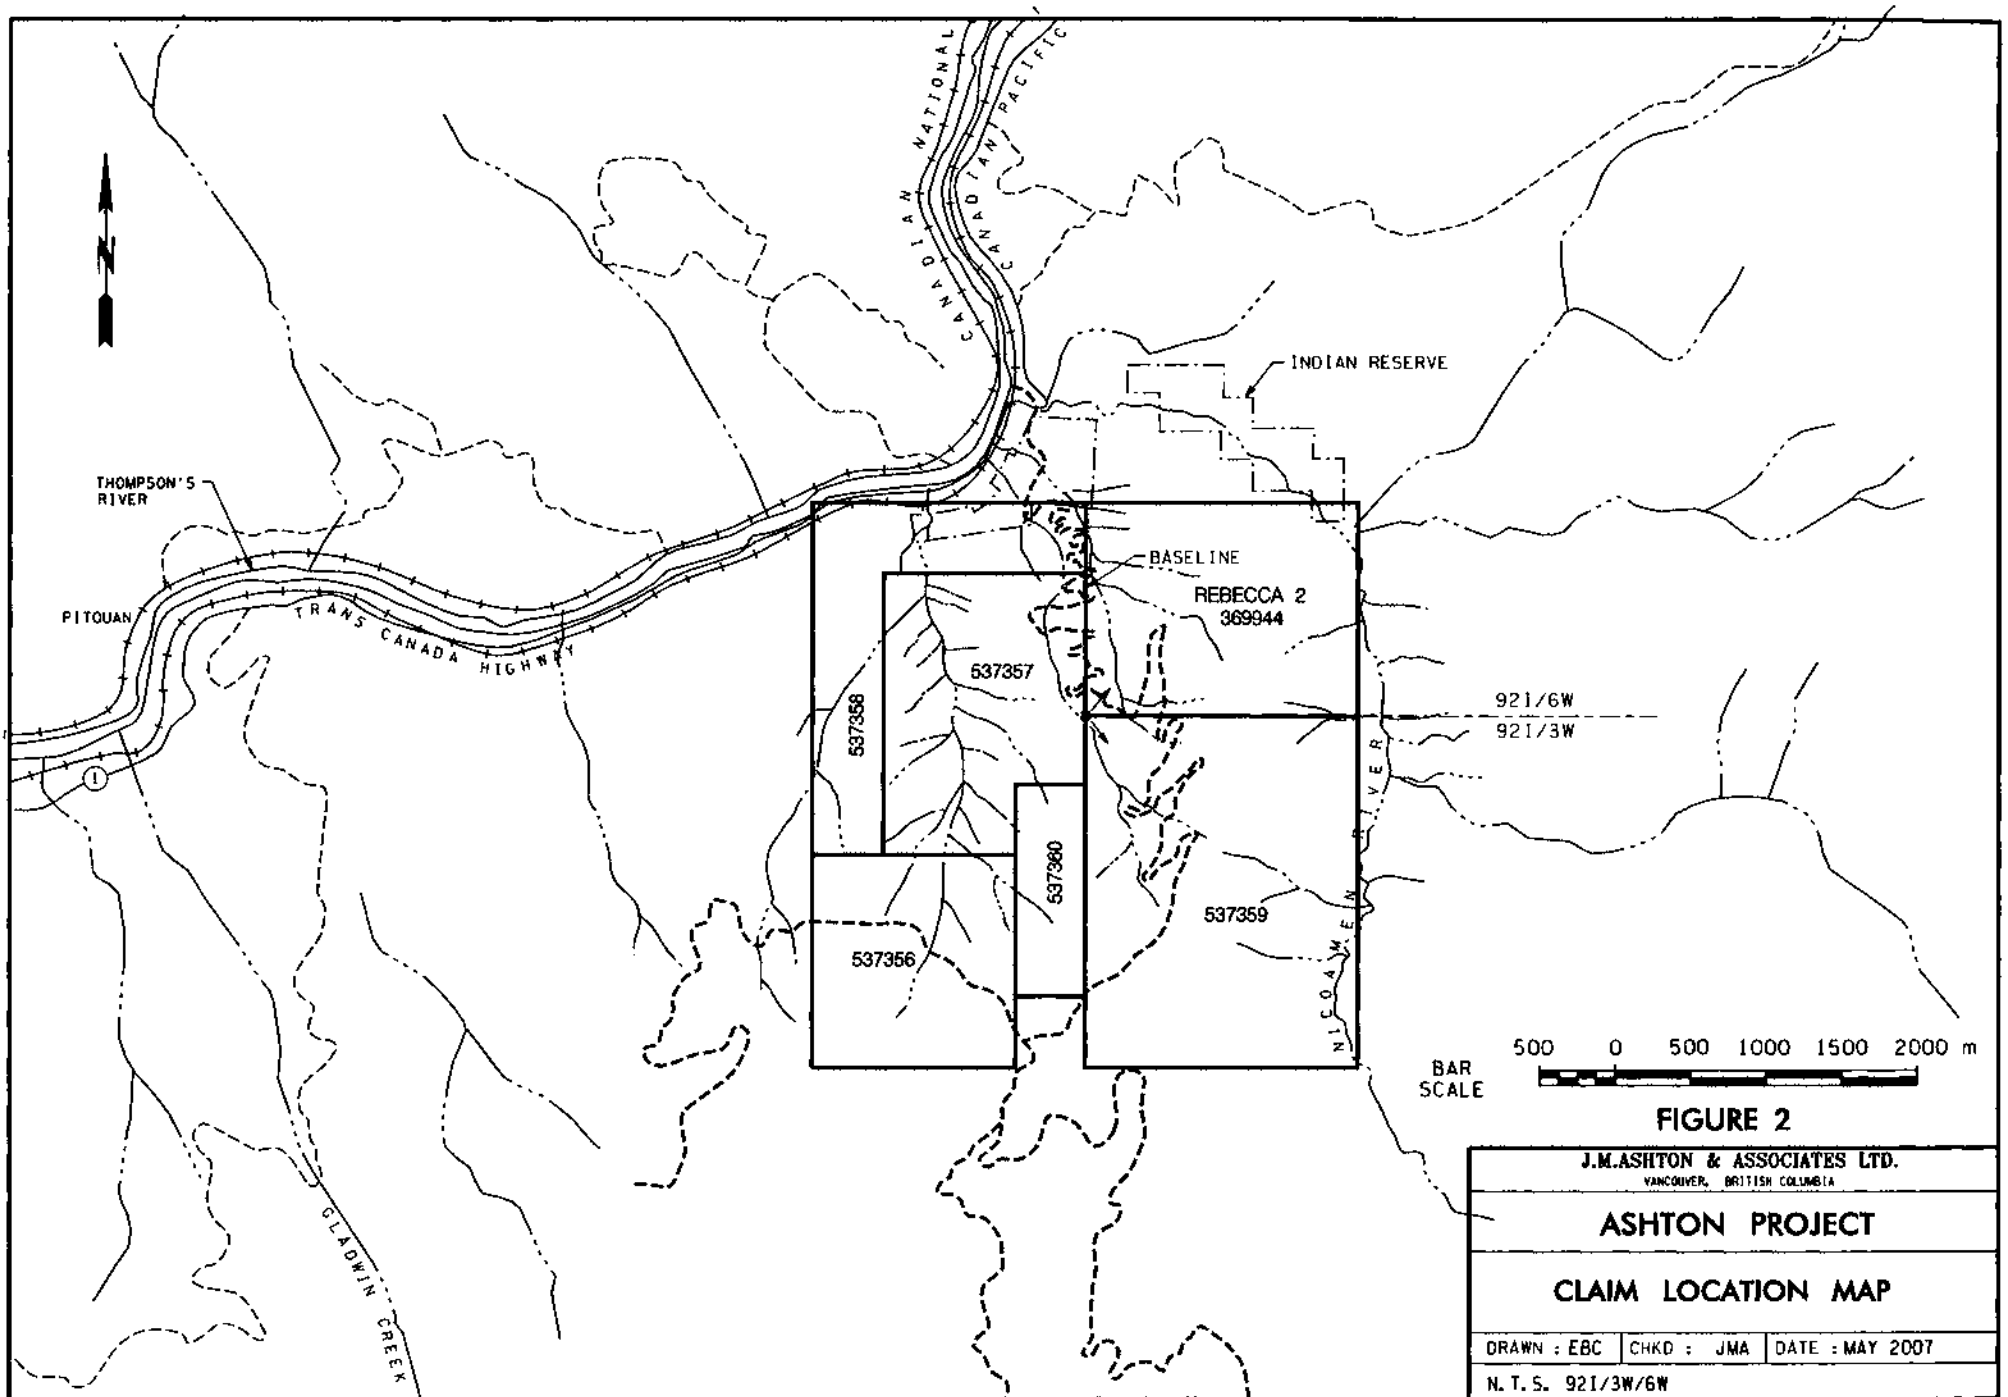 CANADIAN NATIONAL
CANADIAN PACIFIC
N
INDIAN RESERVE
THOMPSON'S
RIVER
PITQUAN
TRANS CANADA HIGHWAY
1
BASELINE
REBECCA 2
369944
537357
537358
92I/6W
92I/3W
537360
537359
537356
NICOAMEN RIVER
GLADWIN CREEK
BAR
SCALE
500 0 500 1000 1500 2000 m
FIGURE 2
J.M.ASHTON & ASSOCIATES LTD.
VANCOUVER, BRITISH COLUMBIA
ASHTON PROJECT
CLAIM LOCATION MAP
DRAWN : EBC CHKD : JMA DATE : MAY 2007
N.T.S. 92I/3W/6W